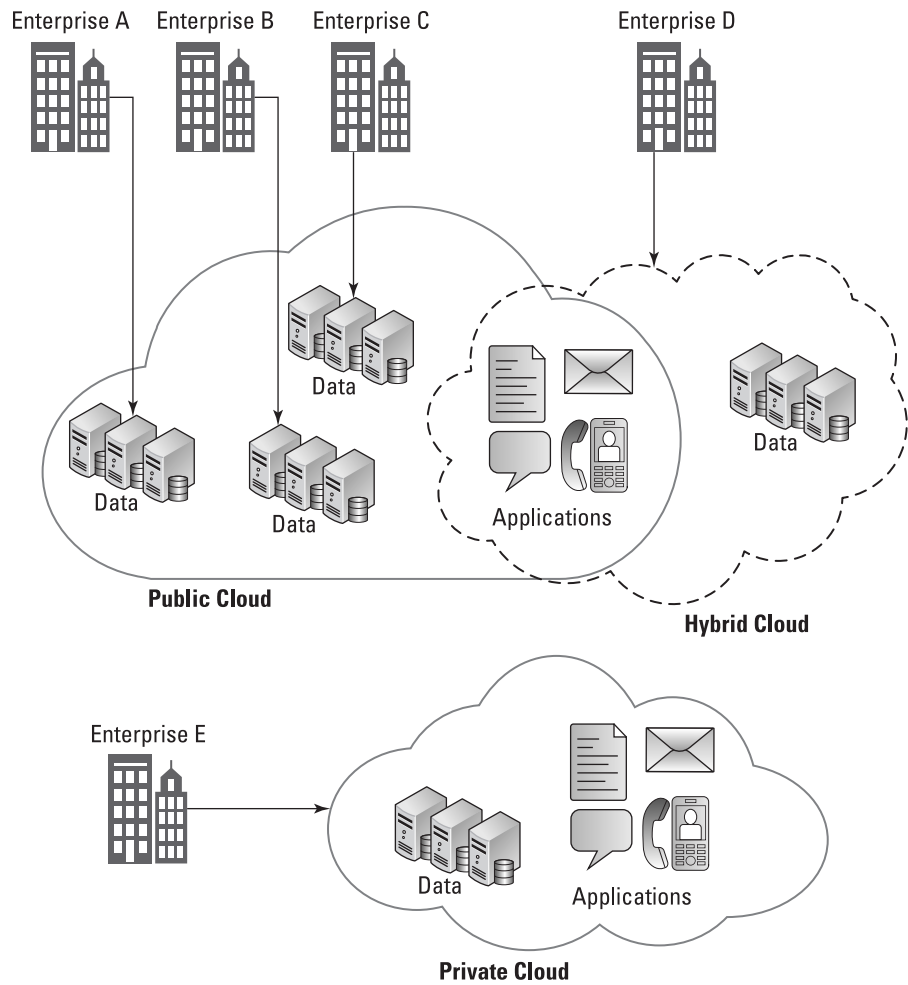 Enterprise A
Enterprise B
Enterprise C
Enterprise D
Data
Data
Data
Data
Applications
Public Cloud
Hybrid Cloud
Enterprise E
Data
Applications
Private Cloud